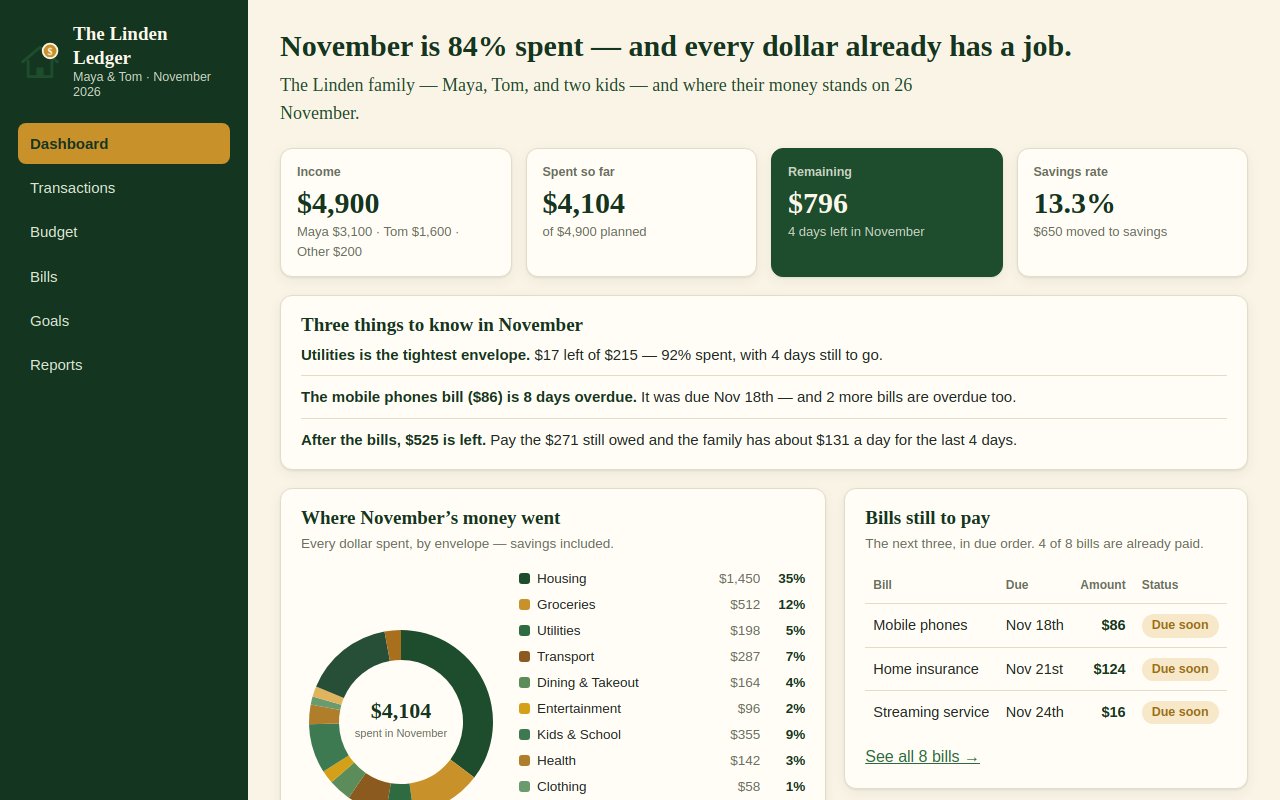 The Linden
Ledger
Maya & Tom · November
2026
Dashboard
Transactions
Budget
Bills
Goals
Reports
November is 84% spent — and every dollar already has a job.
The Linden family — Maya, Tom, and two kids — and where their money stands on 26
November.
Income
$4,900
Maya $3,100 · Tom $1,600 ·
Other $200
Spent so far
$4,104
of $4,900 planned
Remaining
$796
4 days left in November
Savings rate
13.3%
$650 moved to savings
Three things to know in November
Utilities is the tightest envelope. $17 left of $215 — 92% spent, with 4 days still to go.
The mobile phones bill ($86) is 8 days overdue. It was due Nov 18th — and 2 more bills are overdue too.
After the bills, $525 is left. Pay the $271 still owed and the family has about $131 a day for the last 4 days.
Where November’s money went
Every dollar spent, by envelope — savings included.
$4,104
spent in November
Housing $1,450 35%
Groceries $512 12%
Utilities $198 5%
Transport $287 7%
Dining & Takeout $164 4%
Entertainment $96 2%
Kids & School $355 9%
Health $142 3%
Clothing $58 1%
Bills still to pay
The next three, in due order. 4 of 8 bills are already paid.
Bill Due Amount Status
Mobile phones Nov 18th $86 Due soon
Home insurance Nov 21st $124 Due soon
Streaming service Nov 24th $16 Due soon
See all 8 bills →